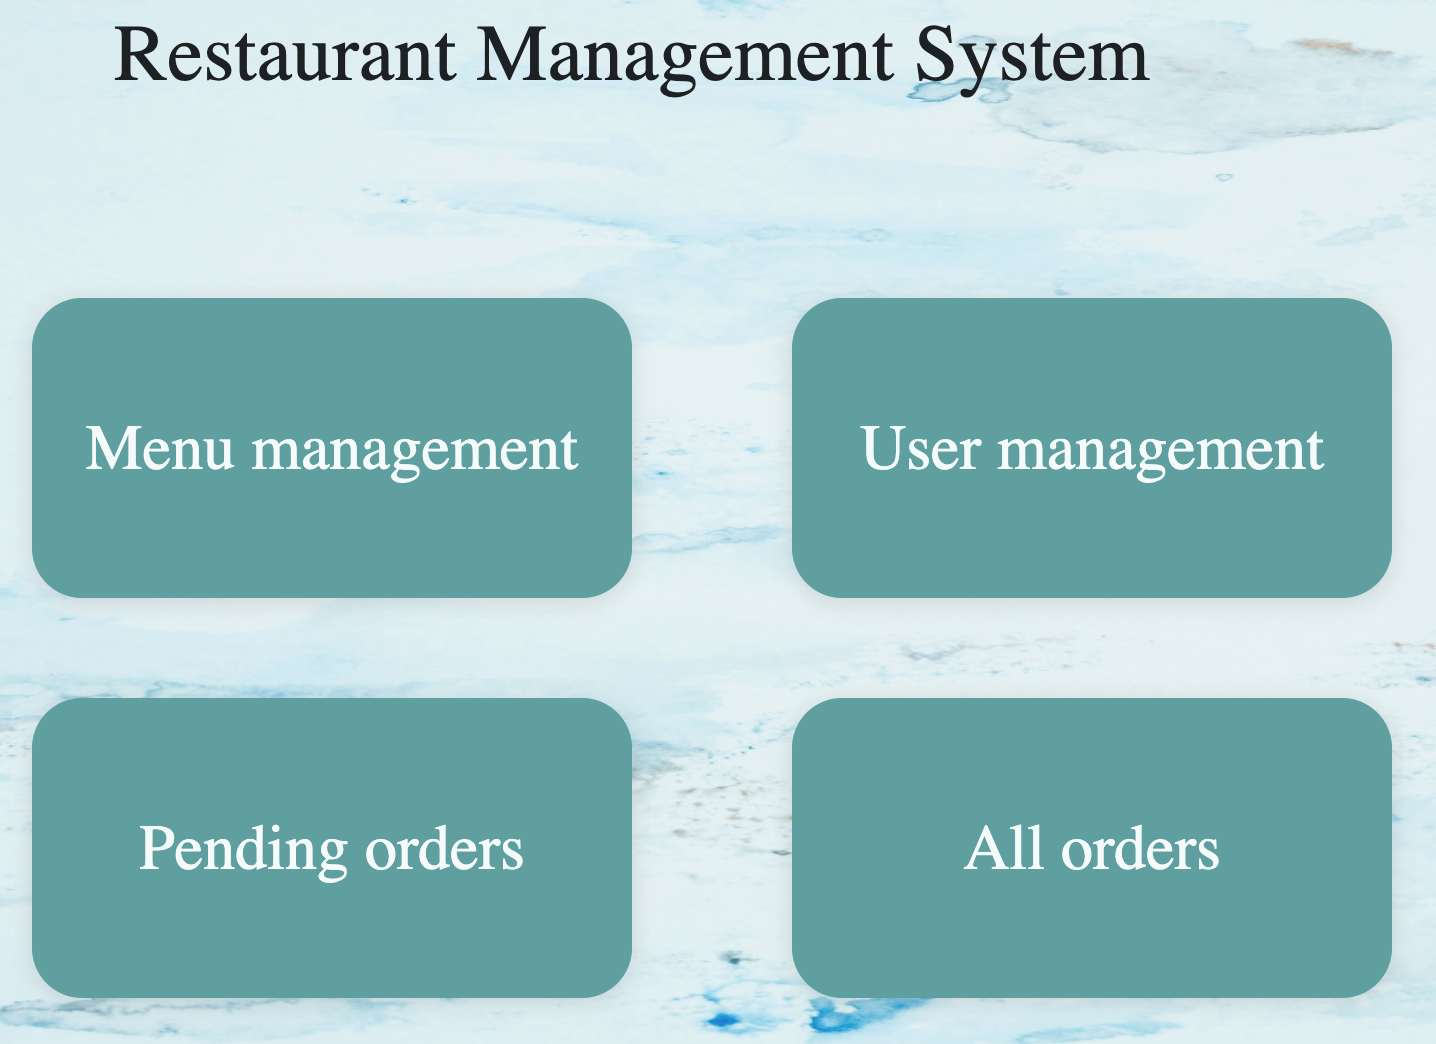 Restaurant Management System
Menu management
User management
Pending orders
All orders